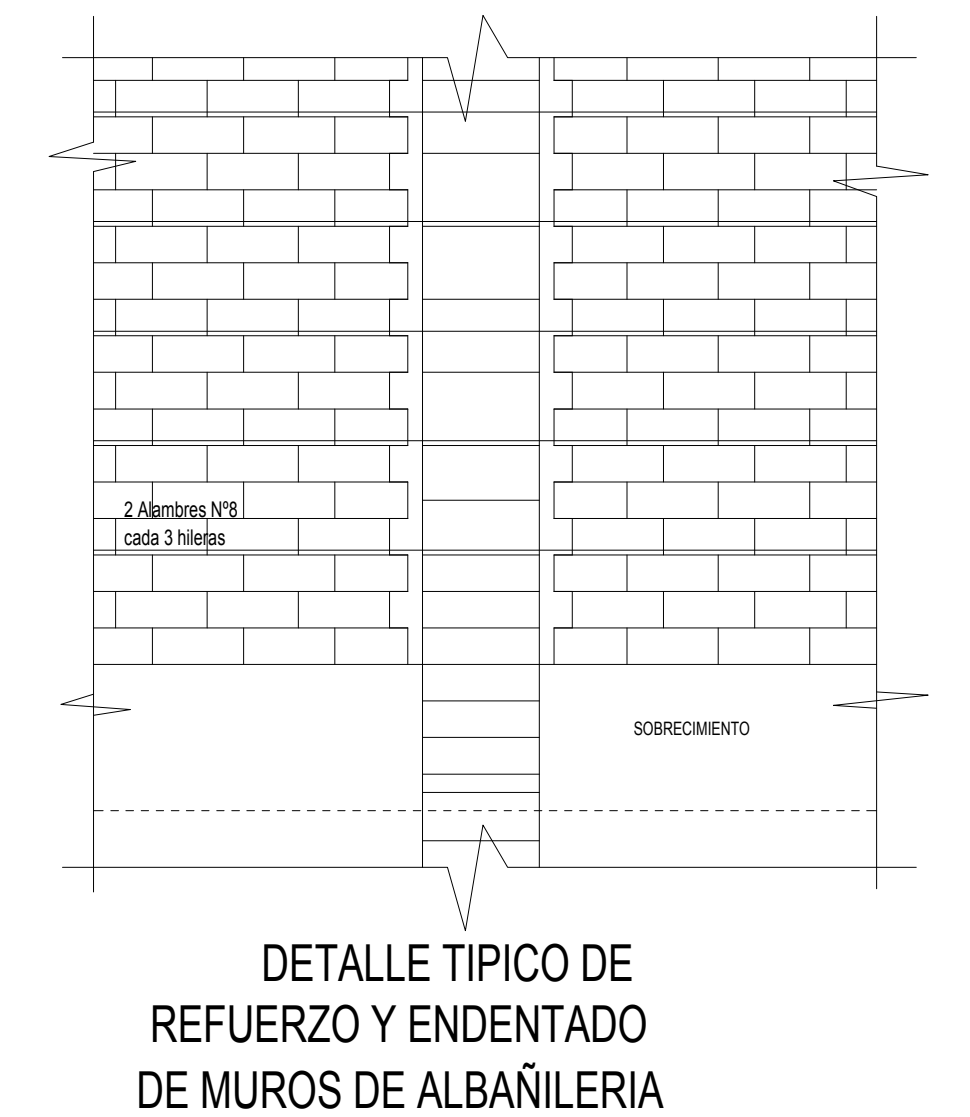 2 Alambres Nº8
cada 3 hileras
SOBRECIMIENTO
DETALLE TIPICO DE
REFUERZO Y ENDENTADO
DE MUROS DE ALBAÑILERIA